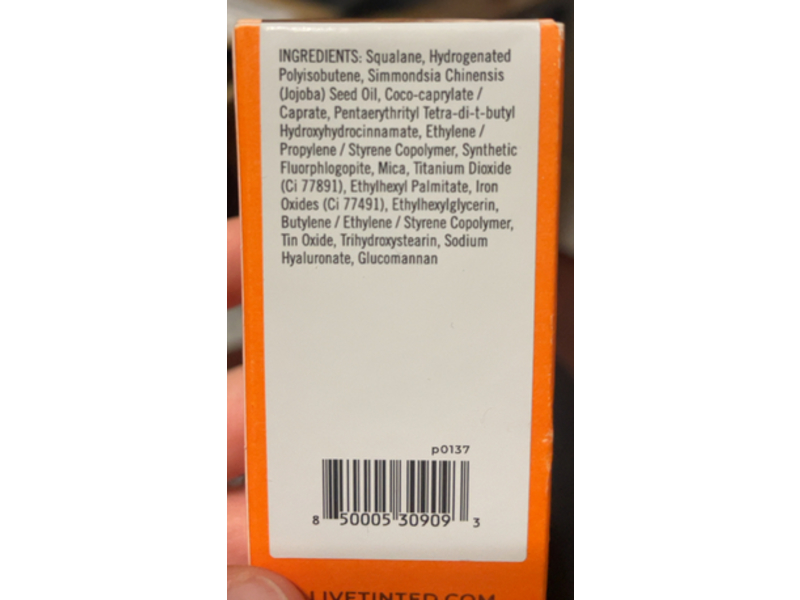 INGREDIENTS: Squalane, Hydrogenated
Polyisobutene, Simmondsia Chinensis
(Jojoba) Seed Oil, Coco-caprylate /
Caprate, Pentaerythrityl Tetra-di-t-butyl
Hydroxyhydrocinnamate, Ethylene /
Propylene / Styrene Copolymer, Synthetic
Fluorphlogopite, Mica, Titanium Dioxide
(Ci 77891), Ethylhexyl Palmitate, Iron
Oxides (Ci 77491), Ethylhexylglycerin,
Butylene / Ethylene / Styrene Copolymer,
Tin Oxide, Trihydroxystearin, Sodium
Hyaluronate, Glucomannan
p0137
8 50005 30909 3
LIVETINTED.COM